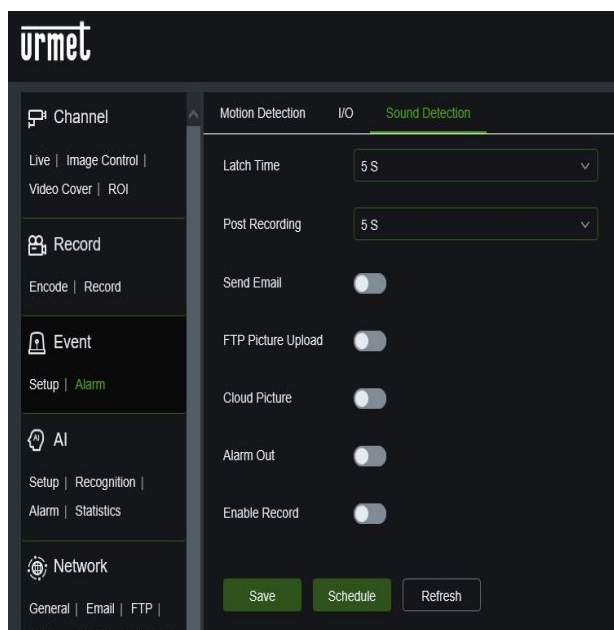 urmet
Channel
Live | Image Control |
Video Cover | ROI
Record
Encode | Record
Event
Setup | Alarm
AI
AI
Setup | Recognition |
Alarm | Statistics
Network
General | Email | FTP |
Motion Detection I/O Sound Detection
Latch Time 5 S
Post Recording 5 S
Send Email
FTP Picture Upload
Cloud Picture
Alarm Out
Enable Record
Save Schedule Refresh